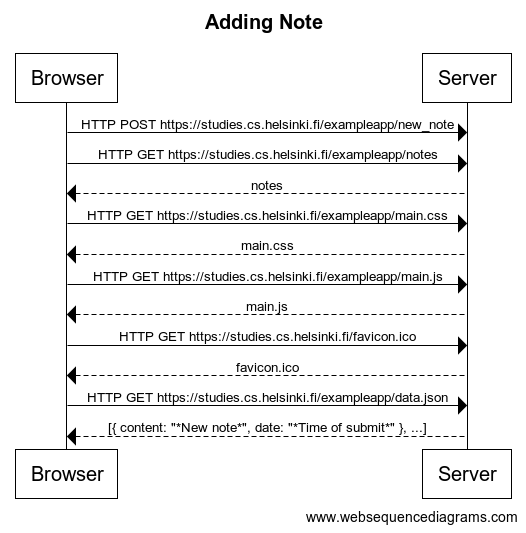 Adding Note
Browser Server
HTTP POST https://studies.cs.helsinki.fi/exampleapp/new_note
HTTP GET https://studies.cs.helsinki.fi/exampleapp/notes
notes
HTTP GET https://studies.cs.helsinki.fi/exampleapp/main.css
main.css
HTTP GET https://studies.cs.helsinki.fi/exampleapp/main.js
main.js
HTTP GET https://studies.cs.helsinki.fi/favicon.ico
favicon.ico
HTTP GET https://studies.cs.helsinki.fi/exampleapp/data.json
[{ content: "*New note*", date: "*Time of submit*" }, ...]
Browser Server
www.websequencediagrams.com